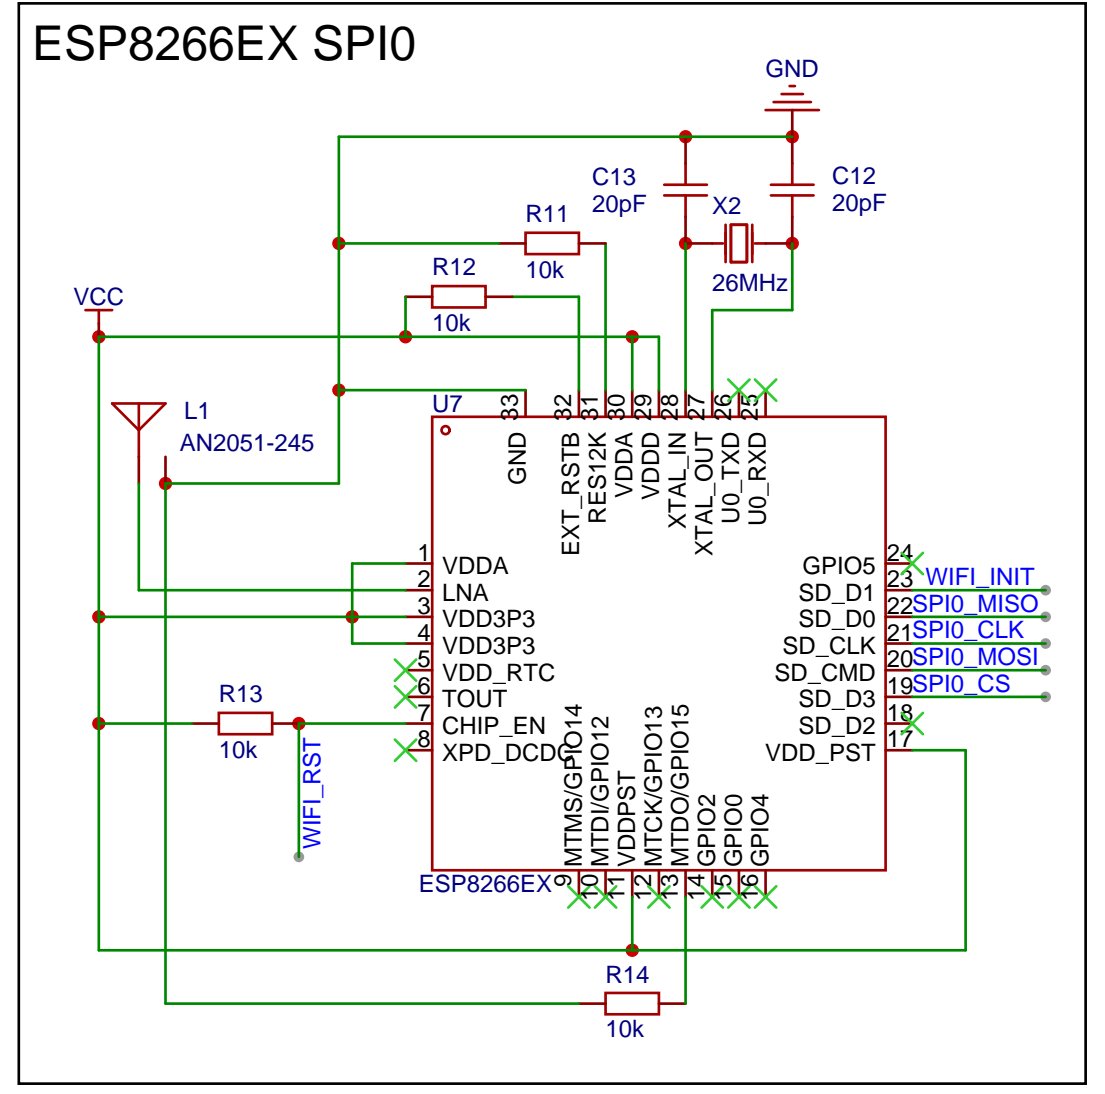 ESP8266EX SPI0
GND
C13
20pF
C12
20pF
X2
26MHz
R11
10k
R12
10k
VCC
L1
AN2051-245
U7
33
32
31
30
29
28
27
26
25
GND
EXT_RSTB
RES12K
VDDA
VDDD
XTAL_IN
XTAL_OUT
U0_TXD
U0_RXD
1 VDDA
2 LNA
3 VDD3P3
4 VDD3P3
5 VDD_RTC
6 TOUT
7 CHIP_EN
8 XPD_DCDC
GPIO5 24
SD_D1 23 WIFI_INIT
SD_D0 22 SPI0_MISO
SD_CLK 21 SPI0_CLK
SD_CMD 20 SPI0_MOSI
SD_D3 19 SPI0_CS
SD_D2 18
VDD_PST 17
R13
10k
WIFI_RST
MTMS/GPIO14
MTDI/GPIO12
VDDPST
MTCK/GPIO13
MTDO/GPIO15
GPIO2
GPIO0
GPIO4
ESP8266EX
9
10
11
12
13
14
15
16
R14
10k